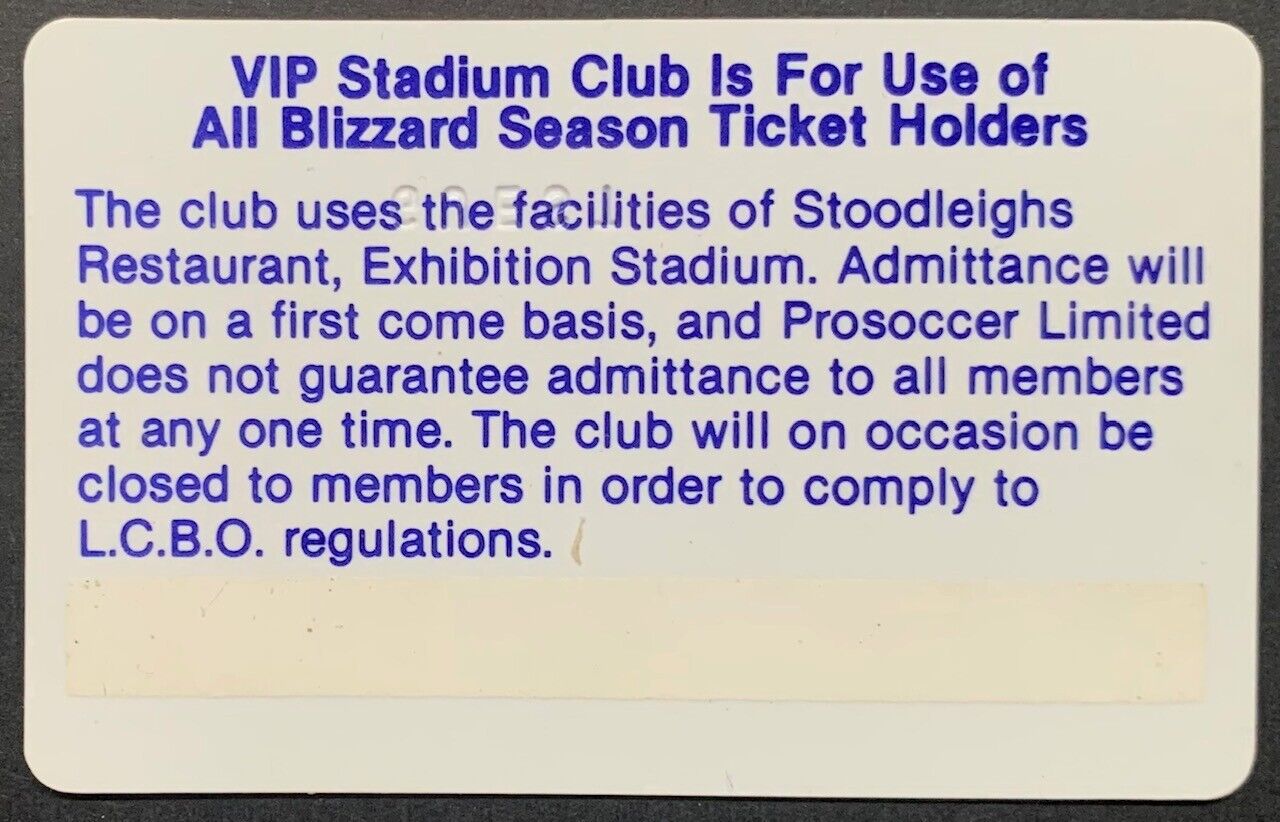 VIP Stadium Club Is For Use of
All Blizzard Season Ticket Holders
The club uses the facilities of Stoodleighs
Restaurant, Exhibition Stadium. Admittance will
be on a first come basis, and Prosoccer Limited
does not guarantee admittance to all members
at any one time. The club will on occasion be
closed to members in order to comply to
L.C.B.O. regulations.